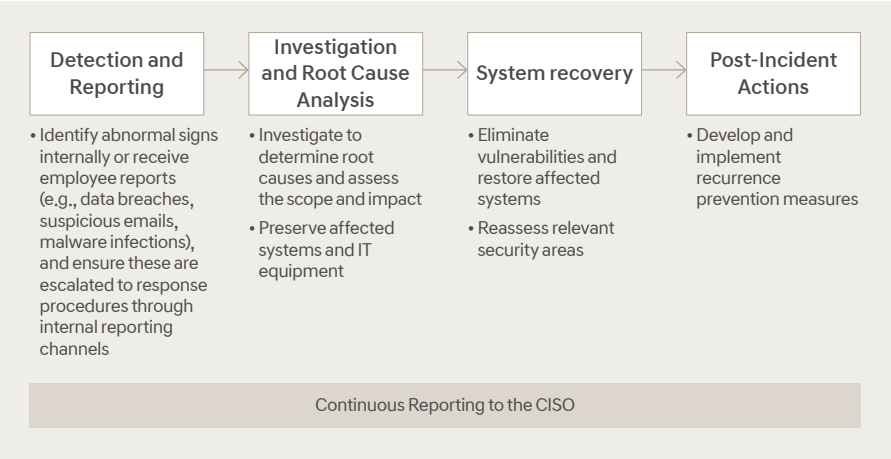 Detection and
Reporting
Investigation
and Root Cause
Analysis
System recovery
Post-Incident
Actions
• Identify abnormal signs
internally or receive
employee reports
(e.g., data breaches,
suspicious emails,
malware infections),
and ensure these are
escalated to response
procedures through
internal reporting
channels
• Investigate to
determine root
causes and assess
the scope and impact
• Preserve affected
systems and IT
equipment
• Eliminate
vulnerabilities and
restore affected
systems
• Reassess relevant
security areas
• Develop and
implement
recurrence
prevention measures
Continuous Reporting to the CISO